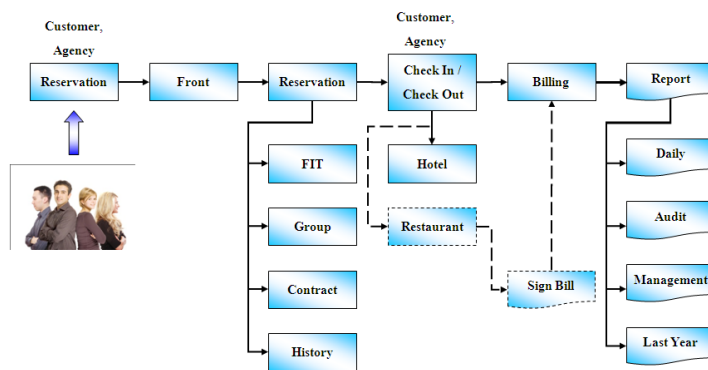 Customer,
Agency
Reservation
Front
Reservation
Customer,
Agency
Check In /
Check Out
Billing
Report
FIT
Group
Contract
History
Hotel
Restaurant
Sign Bill
Daily
Audit
Management
Last Year